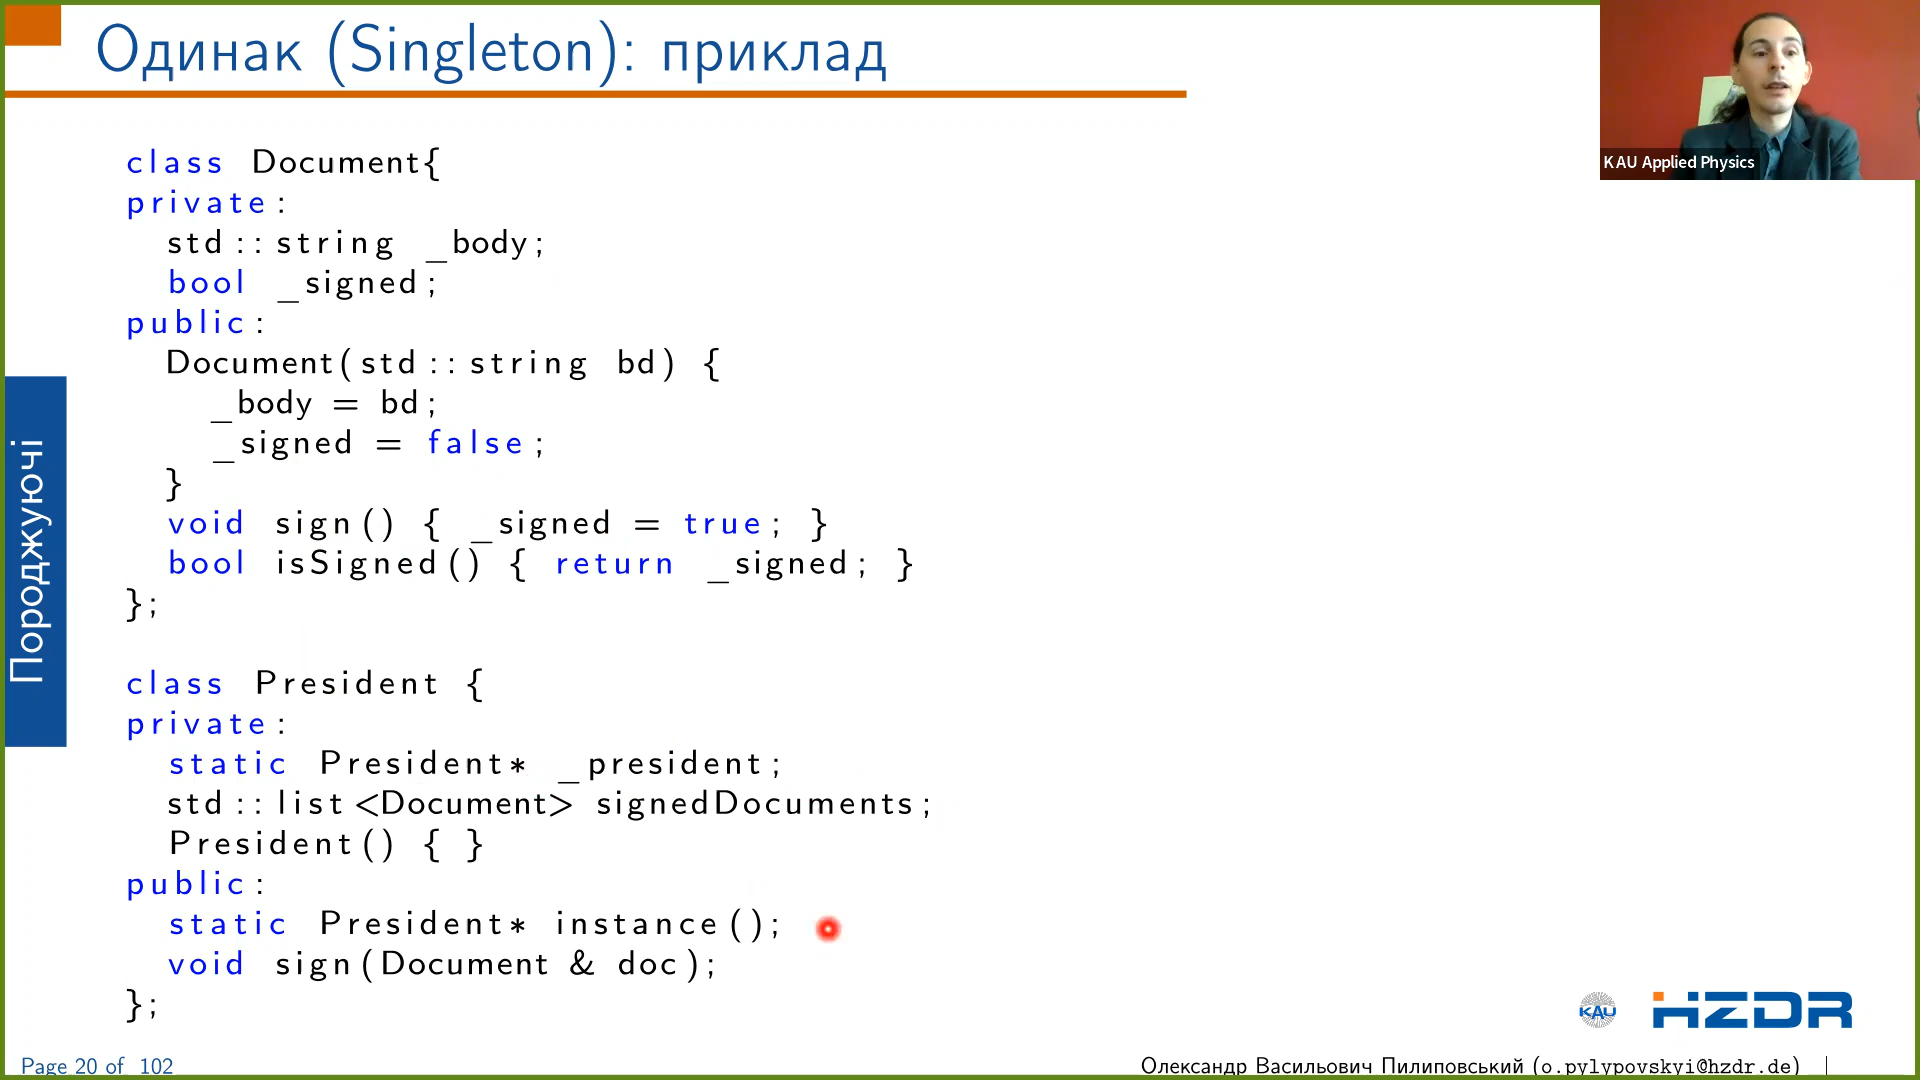 Одинак (Singleton): приклад
KAU Applied Physics
class Document{
private:
std::string _body;
bool _signed;
public:
Document(std::string bd) {
_body = bd;
_signed = false;
}
void sign() { _signed = true; }
bool isSigned() { return _signed; }
};
class President {
private:
static President* _president;
std::list<Document> signedDocuments;
President() { }
public:
static President* instance();
void sign(Document & doc);
};
Породжуючі
KAU
HZDR
Page 20 of 102
Олександр Васильович Пилиповський (o.pylypovskyi@hzdr.de) |